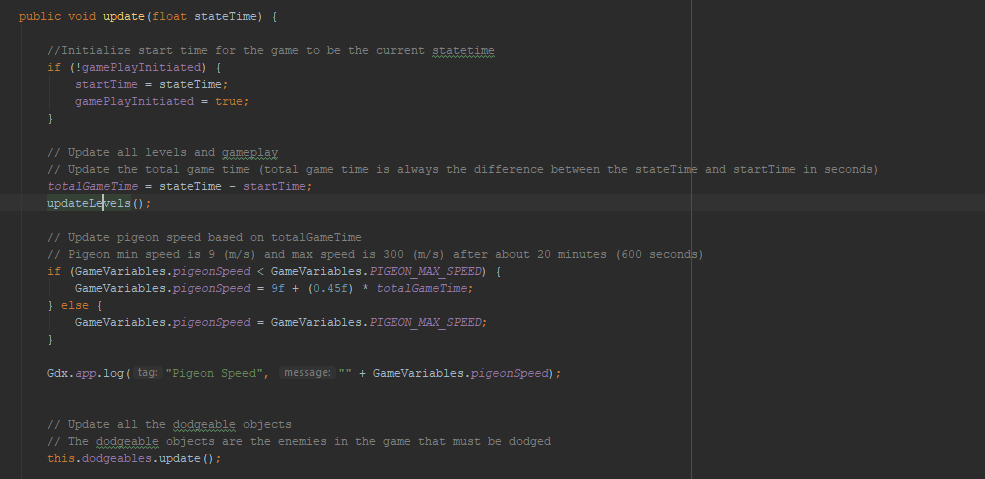 public void update(float stateTime) {
//Initialize start time for the game to be the current statetime
if (!gamePlayInitiated) {
startTime = stateTime;
gamePlayInitiated = true;
}
// Update all levels and gameplay
// Update the total game time (total game time is always the difference between the stateTime and startTime in seconds)
totalGameTime = stateTime - startTime;
updateLevels();
// Update pigeon speed based on totalGameTime
// Pigeon min speed is 9 (m/s) and max speed is 300 (m/s) after about 20 minutes (600 seconds)
if (GameVariables.pigeonSpeed < GameVariables.PIGEON_MAX_SPEED) {
GameVariables.pigeonSpeed = 9f + (0.45f) * totalGameTime;
} else {
GameVariables.pigeonSpeed = GameVariables.PIGEON_MAX_SPEED;
}
Gdx.app.log( tag: "Pigeon Speed", message: "" + GameVariables.pigeonSpeed);
// Update all the dodgeable objects
// The dodgeable objects are the enemies in the game that must be dodged
this.dodgeables.update();